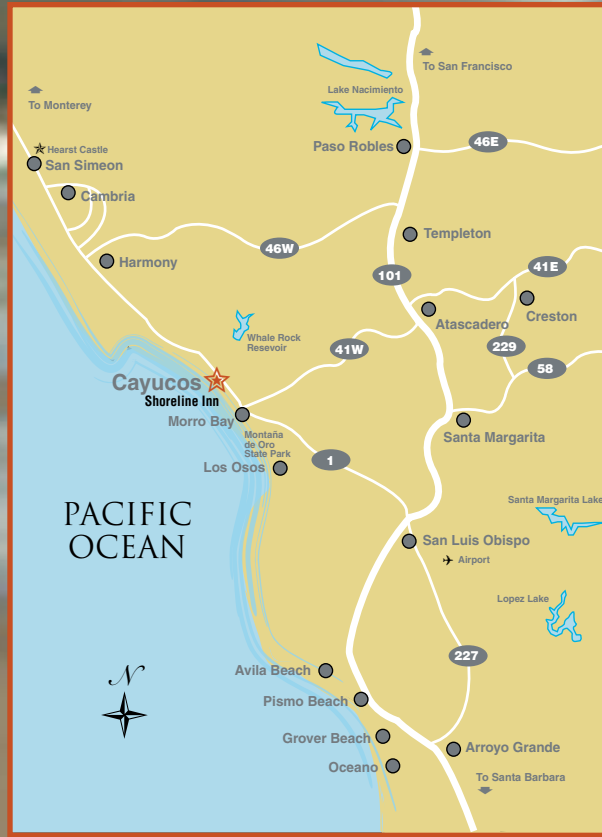 To San Francisco
Lake Nacimiento
To Monterey
46E
Paso Robles
Hearst Castle
San Simeon
Cambria
Templeton
46W
Harmony
41E
101
Creston
Atascadero
Whale Rock
Resevoir
229
41W
58
Cayucos
Shoreline Inn
Morro Bay
Santa Margarita
Montaña
de Oro
State Park
1
Los Osos
Santa Margarita Lake
PACIFIC
OCEAN
San Luis Obispo
Airport
Lopez Lake
227
N
Avila Beach
Pismo Beach
Grover Beach
Arroyo Grande
Oceano
To Santa Barbara